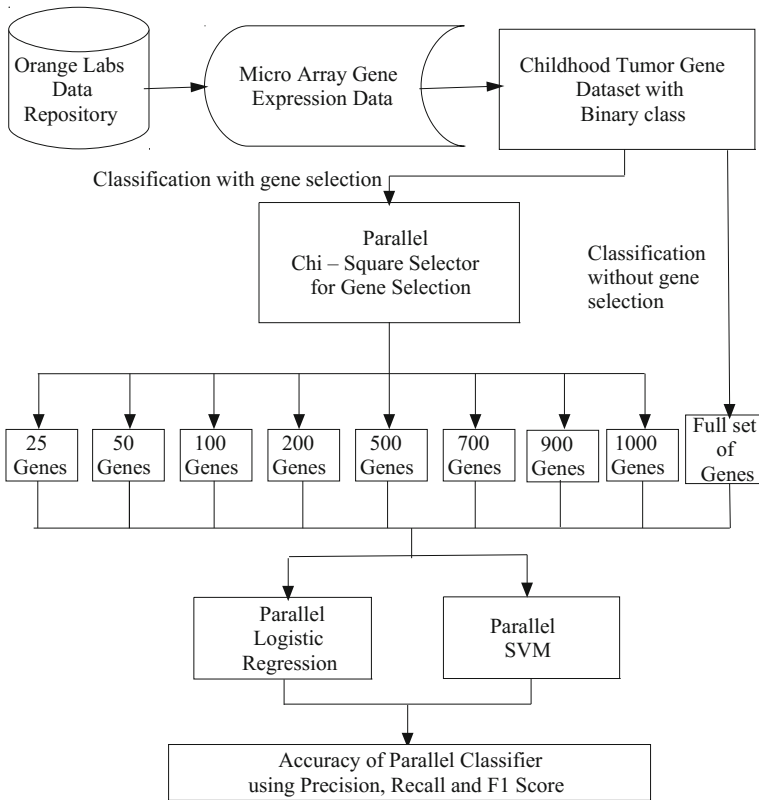 Orange Labs
Data
Repository
Micro Array Gene
Expression Data
Childhood Tumor Gene
Dataset with
Binary class
Classification with gene selection
Parallel
Chi – Square Selector
for Gene Selection
Classification
without gene
selection
25
Genes
50
Genes
100
Genes
200
Genes
500
Genes
700
Genes
900
Genes
1000
Genes
Full set
of
Genes
Parallel
Logistic
Regression
Parallel
SVM
Accuracy of Parallel Classifier
using Precision, Recall and F1 Score